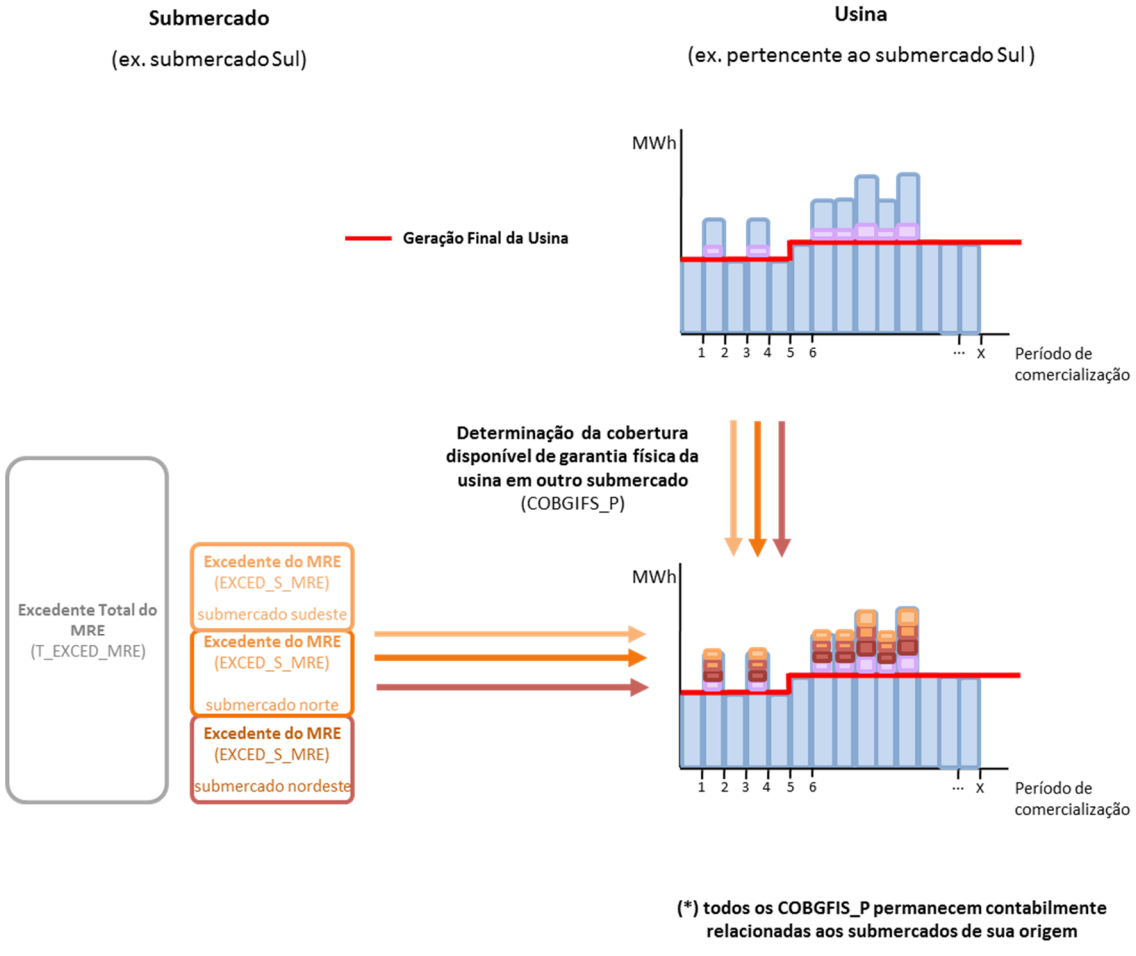 Submercado
(ex. submercado Sul)
Usina
(ex. pertencente ao submercado Sul )
MWh
Geração Final da Usina
1 2 3 4 5 6 ... X
Período de
comercialização
Determinação da cobertura
disponível de garantia física da
usina em outro submercado
(COBGIFS_P)
Excedente Total do
MRE
(T_EXCED_MRE)
Excedente do MRE
(EXCED_S_MRE)
submercado sudeste
Excedente do MRE
(EXCED_S_MRE)
submercado norte
Excedente do MRE
(EXCED_S_MRE)
submercado nordeste
MWh
1 2 3 4 5 6 ... X
Período de
comercialização
(*) todos os COBGFIS_P permanecem contabilmente
relacionadas aos submercados de sua origem